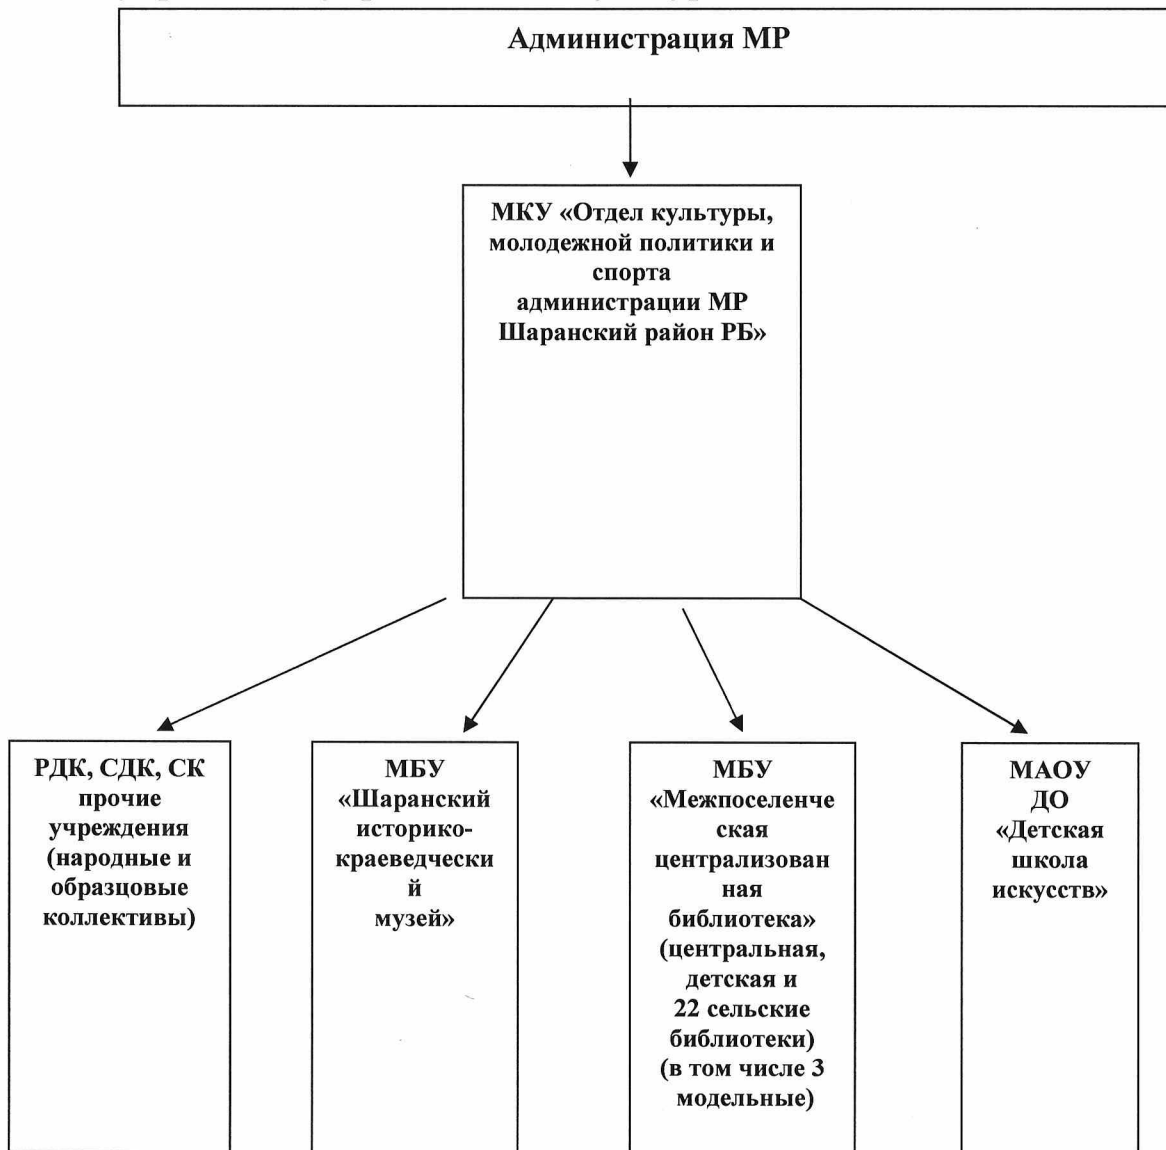 Администрация МР
МКУ «Отдел культуры,
молодежной политики и
спорта
администрации МР
Шаранский район РБ»
РДК, СДК, СК
прочие
учреждения
(народные и
образцовые
коллективы)
МБУ
«Шаранский
историко-
краеведчески
й
музей»
МБУ
«Межпоселенче
ская
централизован
ная
библиотека»
(центральная,
детская и
22 сельские
библиотеки)
(в том числе 3
модельные)
МАОУ
ДО
«Детская
школа
искусств»